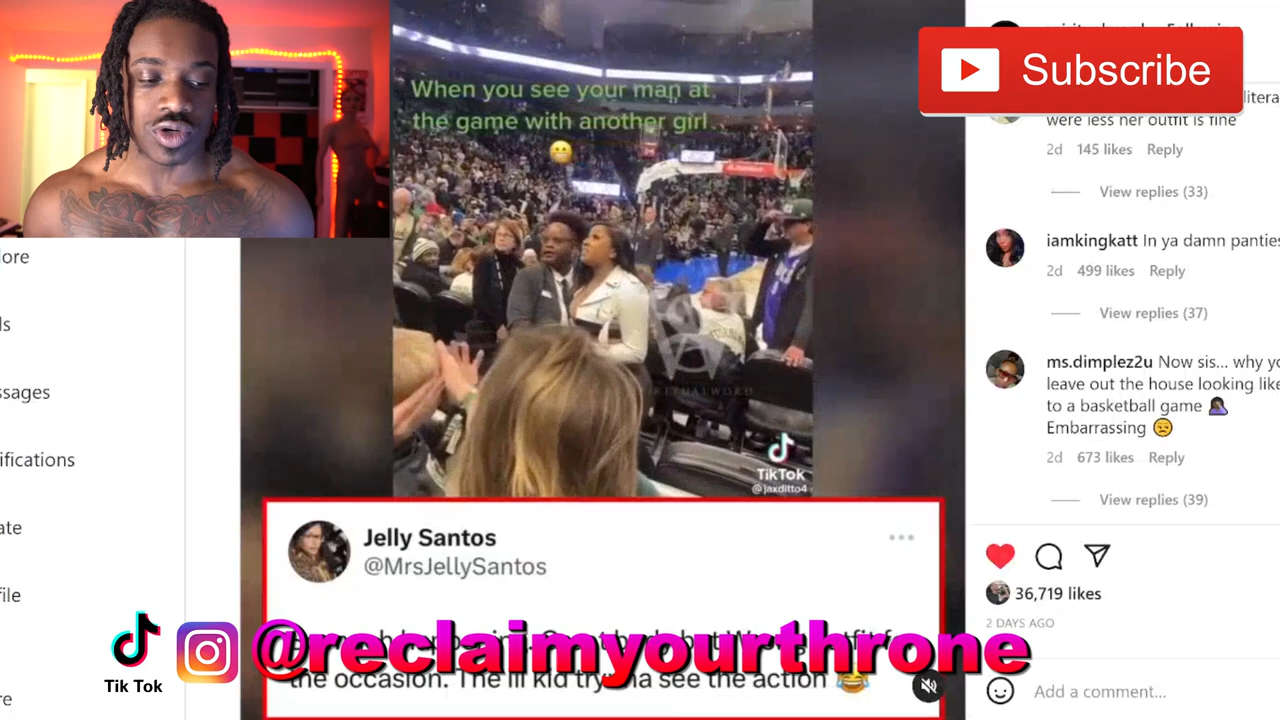 Subscribe
When you see your man at
the game with another girl
were less her outfit is fine
2d 145 likes Reply
View replies (33)
iamkingkatt In ya damn panties
2d 499 likes Reply
View replies (37)
ms.dimplez2u Now sis... why yo
leave out the house looking like
to a basketball game
Embarrassing
2d 673 likes Reply
View replies (39)
36,719 likes
2 DAYS AGO
Add a comment...
ore
ls
ssages
ifications
ate
file
re
TikTok
@jaxditto4
Jelly Santos
@MrsJellySantos
the occasion. The lil kid tryna see the action
Tik Tok
@reclaimyourthrone